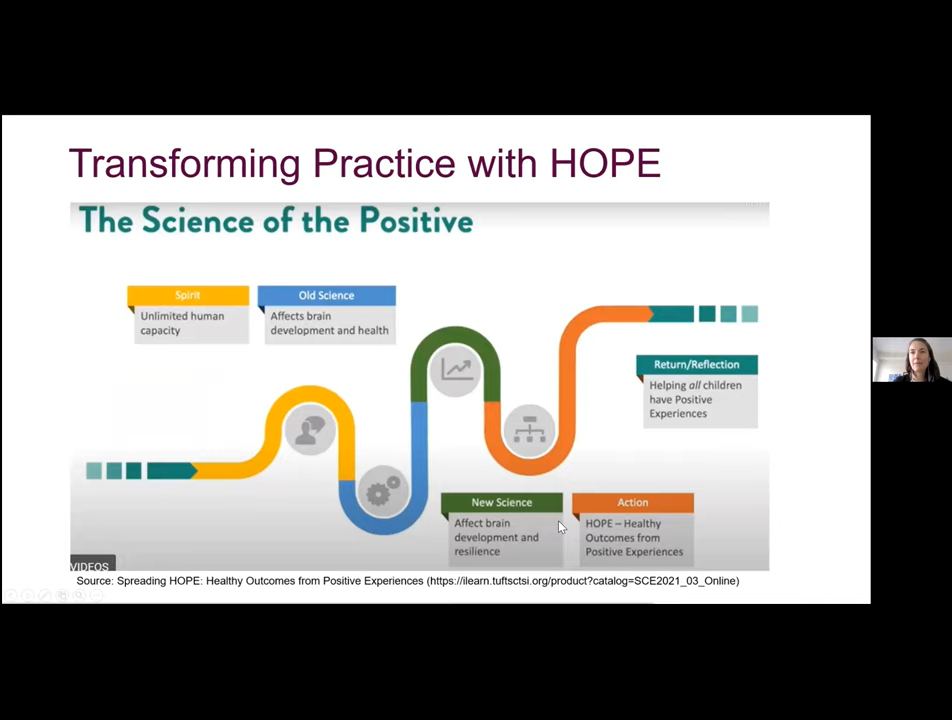 Transforming Practice with HOPE
The Science of the Positive
Spirit
Unlimited human
capacity
Old Science
Affects brain
development and health
Return/Reflection
Helping all children
have Positive
Experiences
New Science
Affect brain
development and
resilience
Action
HOPE – Healthy
Outcomes from
Positive Experiences
VIDEOS
Source: Spreading HOPE: Healthy Outcomes from Positive Experiences (https://ilearn.tuftsctsi.org/product?catalog=SCE2021_03_Online)